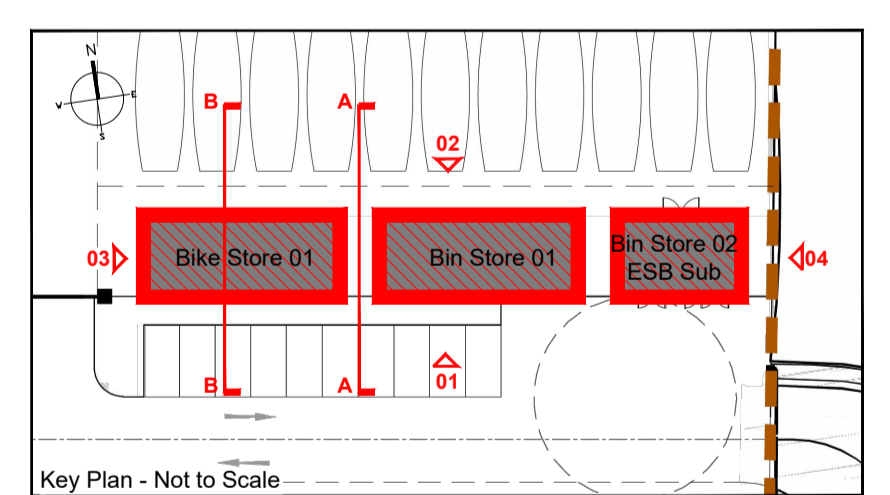 N
W
E
S
B
A
02
03
Bike Store 01
Bin Store 01
Bin Store 02
ESB Sub
04
B
A
01
Key Plan - Not to Scale